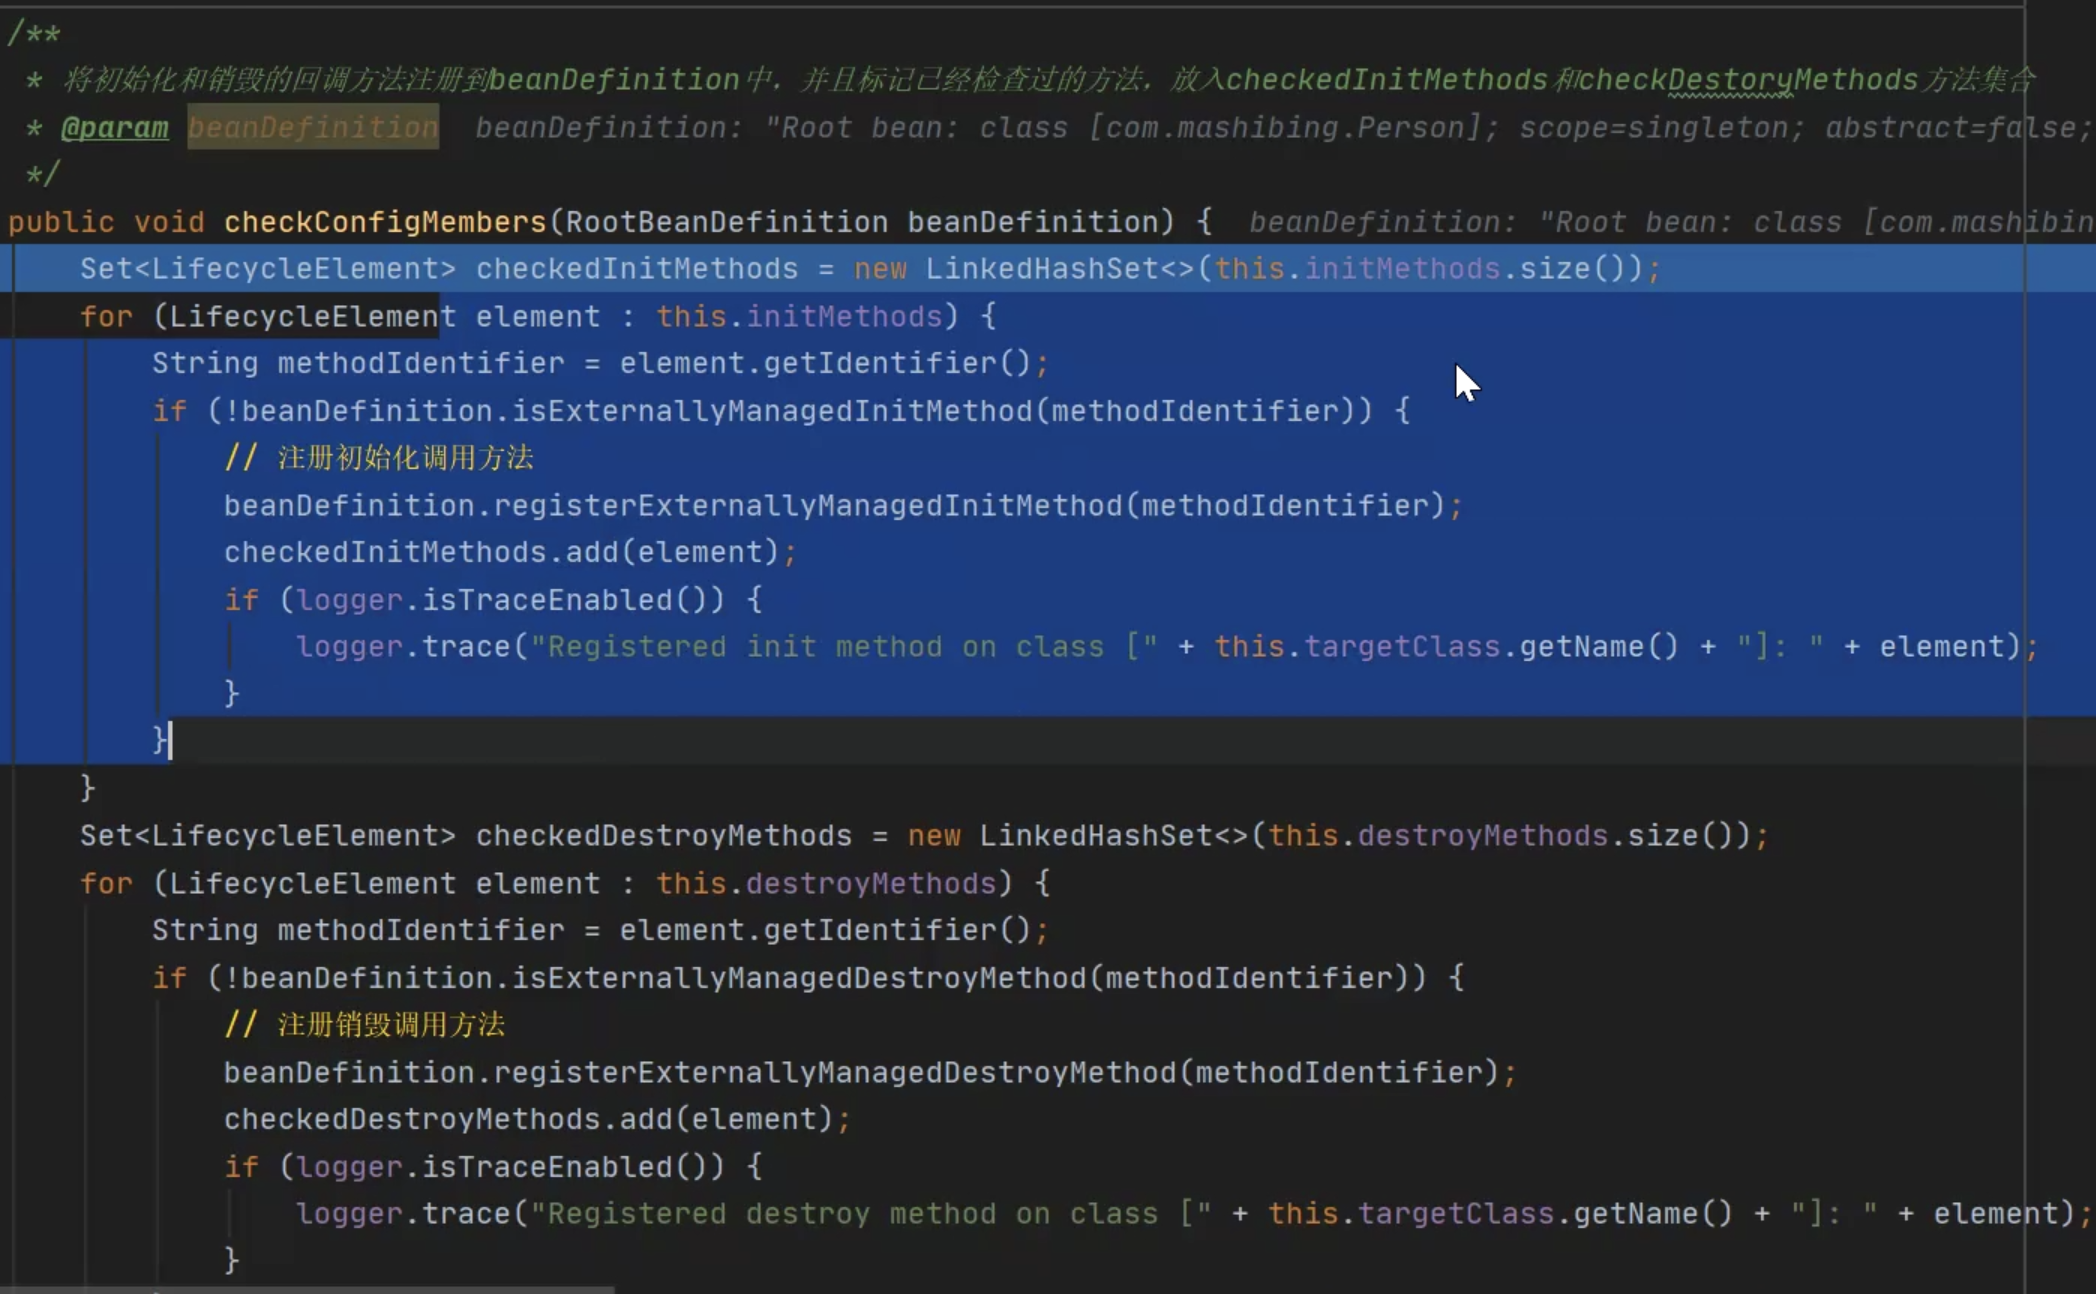 /**
 * 将初始化和销毁的回调方法注册到beanDefinition中，并且标记已经检查过的方法，放入checkedInitMethods和checkDestoryMethods方法集合
 * @param beanDefinition  beanDefinition: "Root bean: class [com.mashibing.Person]; scope=singleton; abstract=false;
 */
public void checkConfigMembers(RootBeanDefinition beanDefinition) {  beanDefinition: "Root bean: class [com.mashibin
    Set<LifecycleElement> checkedInitMethods = new LinkedHashSet<>(this.initMethods.size());
    for (LifecycleElement element : this.initMethods) {
        String methodIdentifier = element.getIdentifier();
        if (!beanDefinition.isExternallyManagedInitMethod(methodIdentifier)) {
            // 注册初始化调用方法
            beanDefinition.registerExternallyManagedInitMethod(methodIdentifier);
            checkedInitMethods.add(element);
            if (logger.isTraceEnabled()) {
                logger.trace("Registered init method on class [" + this.targetClass.getName() + "]: " + element);
            }
        }
    }
    Set<LifecycleElement> checkedDestroyMethods = new LinkedHashSet<>(this.destroyMethods.size());
    for (LifecycleElement element : this.destroyMethods) {
        String methodIdentifier = element.getIdentifier();
        if (!beanDefinition.isExternallyManagedDestroyMethod(methodIdentifier)) {
            // 注册销毁调用方法
            beanDefinition.registerExternallyManagedDestroyMethod(methodIdentifier);
            checkedDestroyMethods.add(element);
            if (logger.isTraceEnabled()) {
                logger.trace("Registered destroy method on class [" + this.targetClass.getName() + "]: " + element);
            }